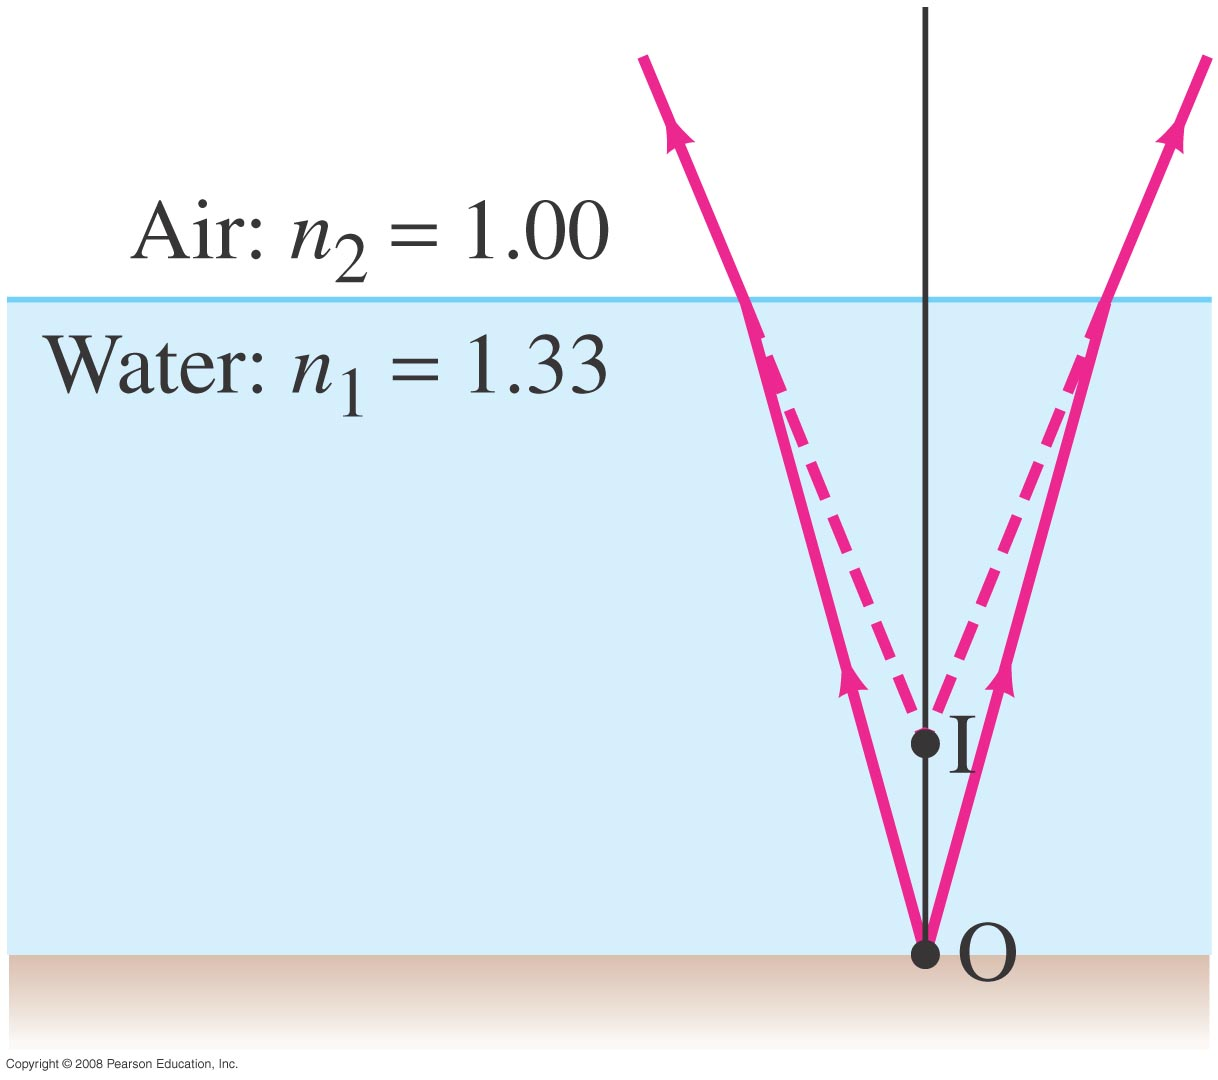 Air: n₂ = 1.00
Water: n₁ = 1.33
I
O
Copyright © 2008 Pearson Education, Inc.